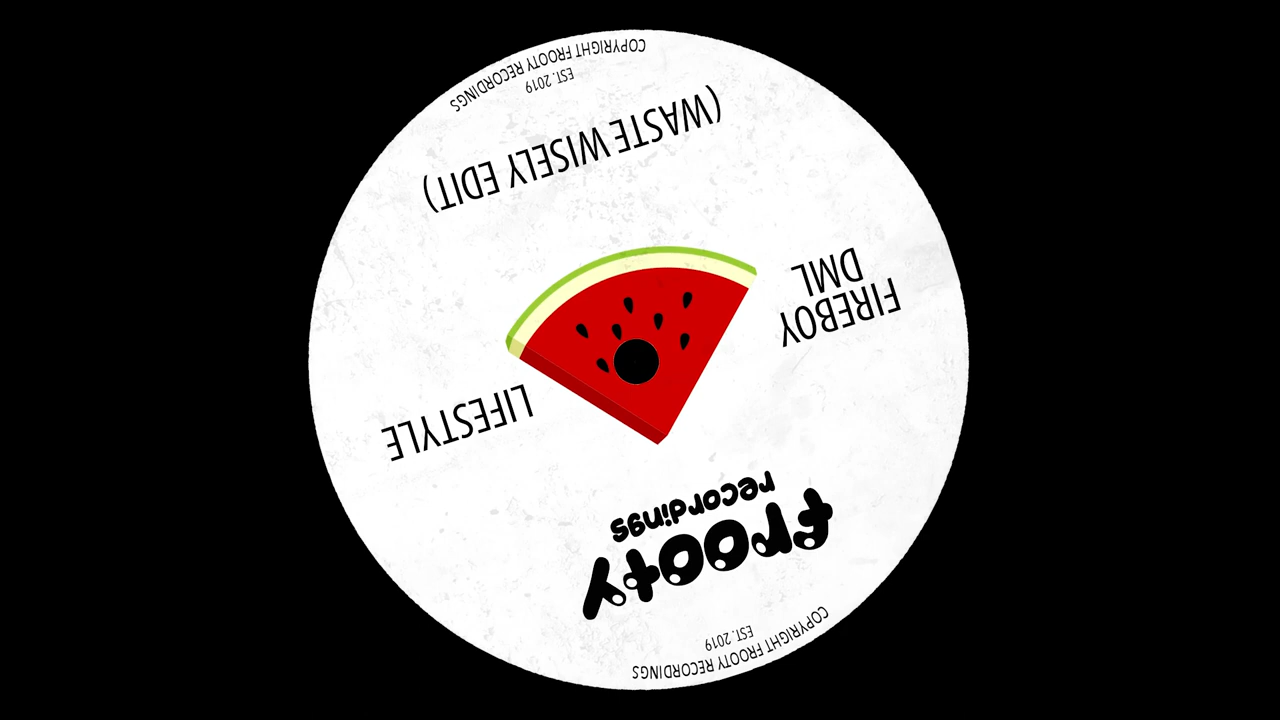 COPYRIGHT FROOTY RECORDINGS
EST. 2019
frooty
recordings
FIREBOY
DML
LIFESTYLE
(WASTE WISELY EDIT)
EST. 2019
COPYRIGHT FROOTY RECORDINGS